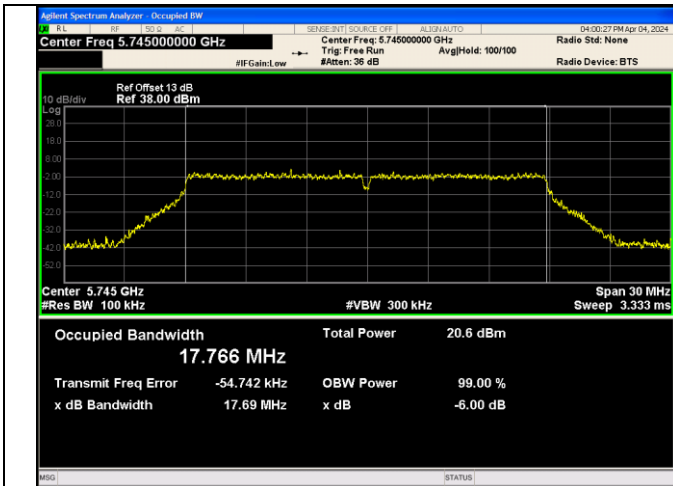 Agilent Spectrum Analyzer - Occupied BW
RL RF 50 Ω AC SENSE:INT SOURCE OFF ALIGN AUTO 04:00:27 PM Apr 04, 2024
Center Freq 5.745000000 GHz Center Freq: 5.745000000 GHz Radio Std: None
Trig: Free Run Avg|Hold: 100/100
#IFGain:Low #Atten: 36 dB Radio Device: BTS
Ref Offset 13 dB
10 dB/div Ref 38.00 dBm
Log
28.0
18.0
8.00
-2.00
-12.0
-22.0
-32.0
-42.0
-52.0
Center 5.745 GHz Span 30 MHz
#Res BW 100 kHz #VBW 300 kHz Sweep 3.333 ms
Occupied Bandwidth Total Power 20.6 dBm
17.766 MHz
Transmit Freq Error -54.742 kHz OBW Power 99.00 %
x dB Bandwidth 17.69 MHz x dB -6.00 dB
MSG STATUS